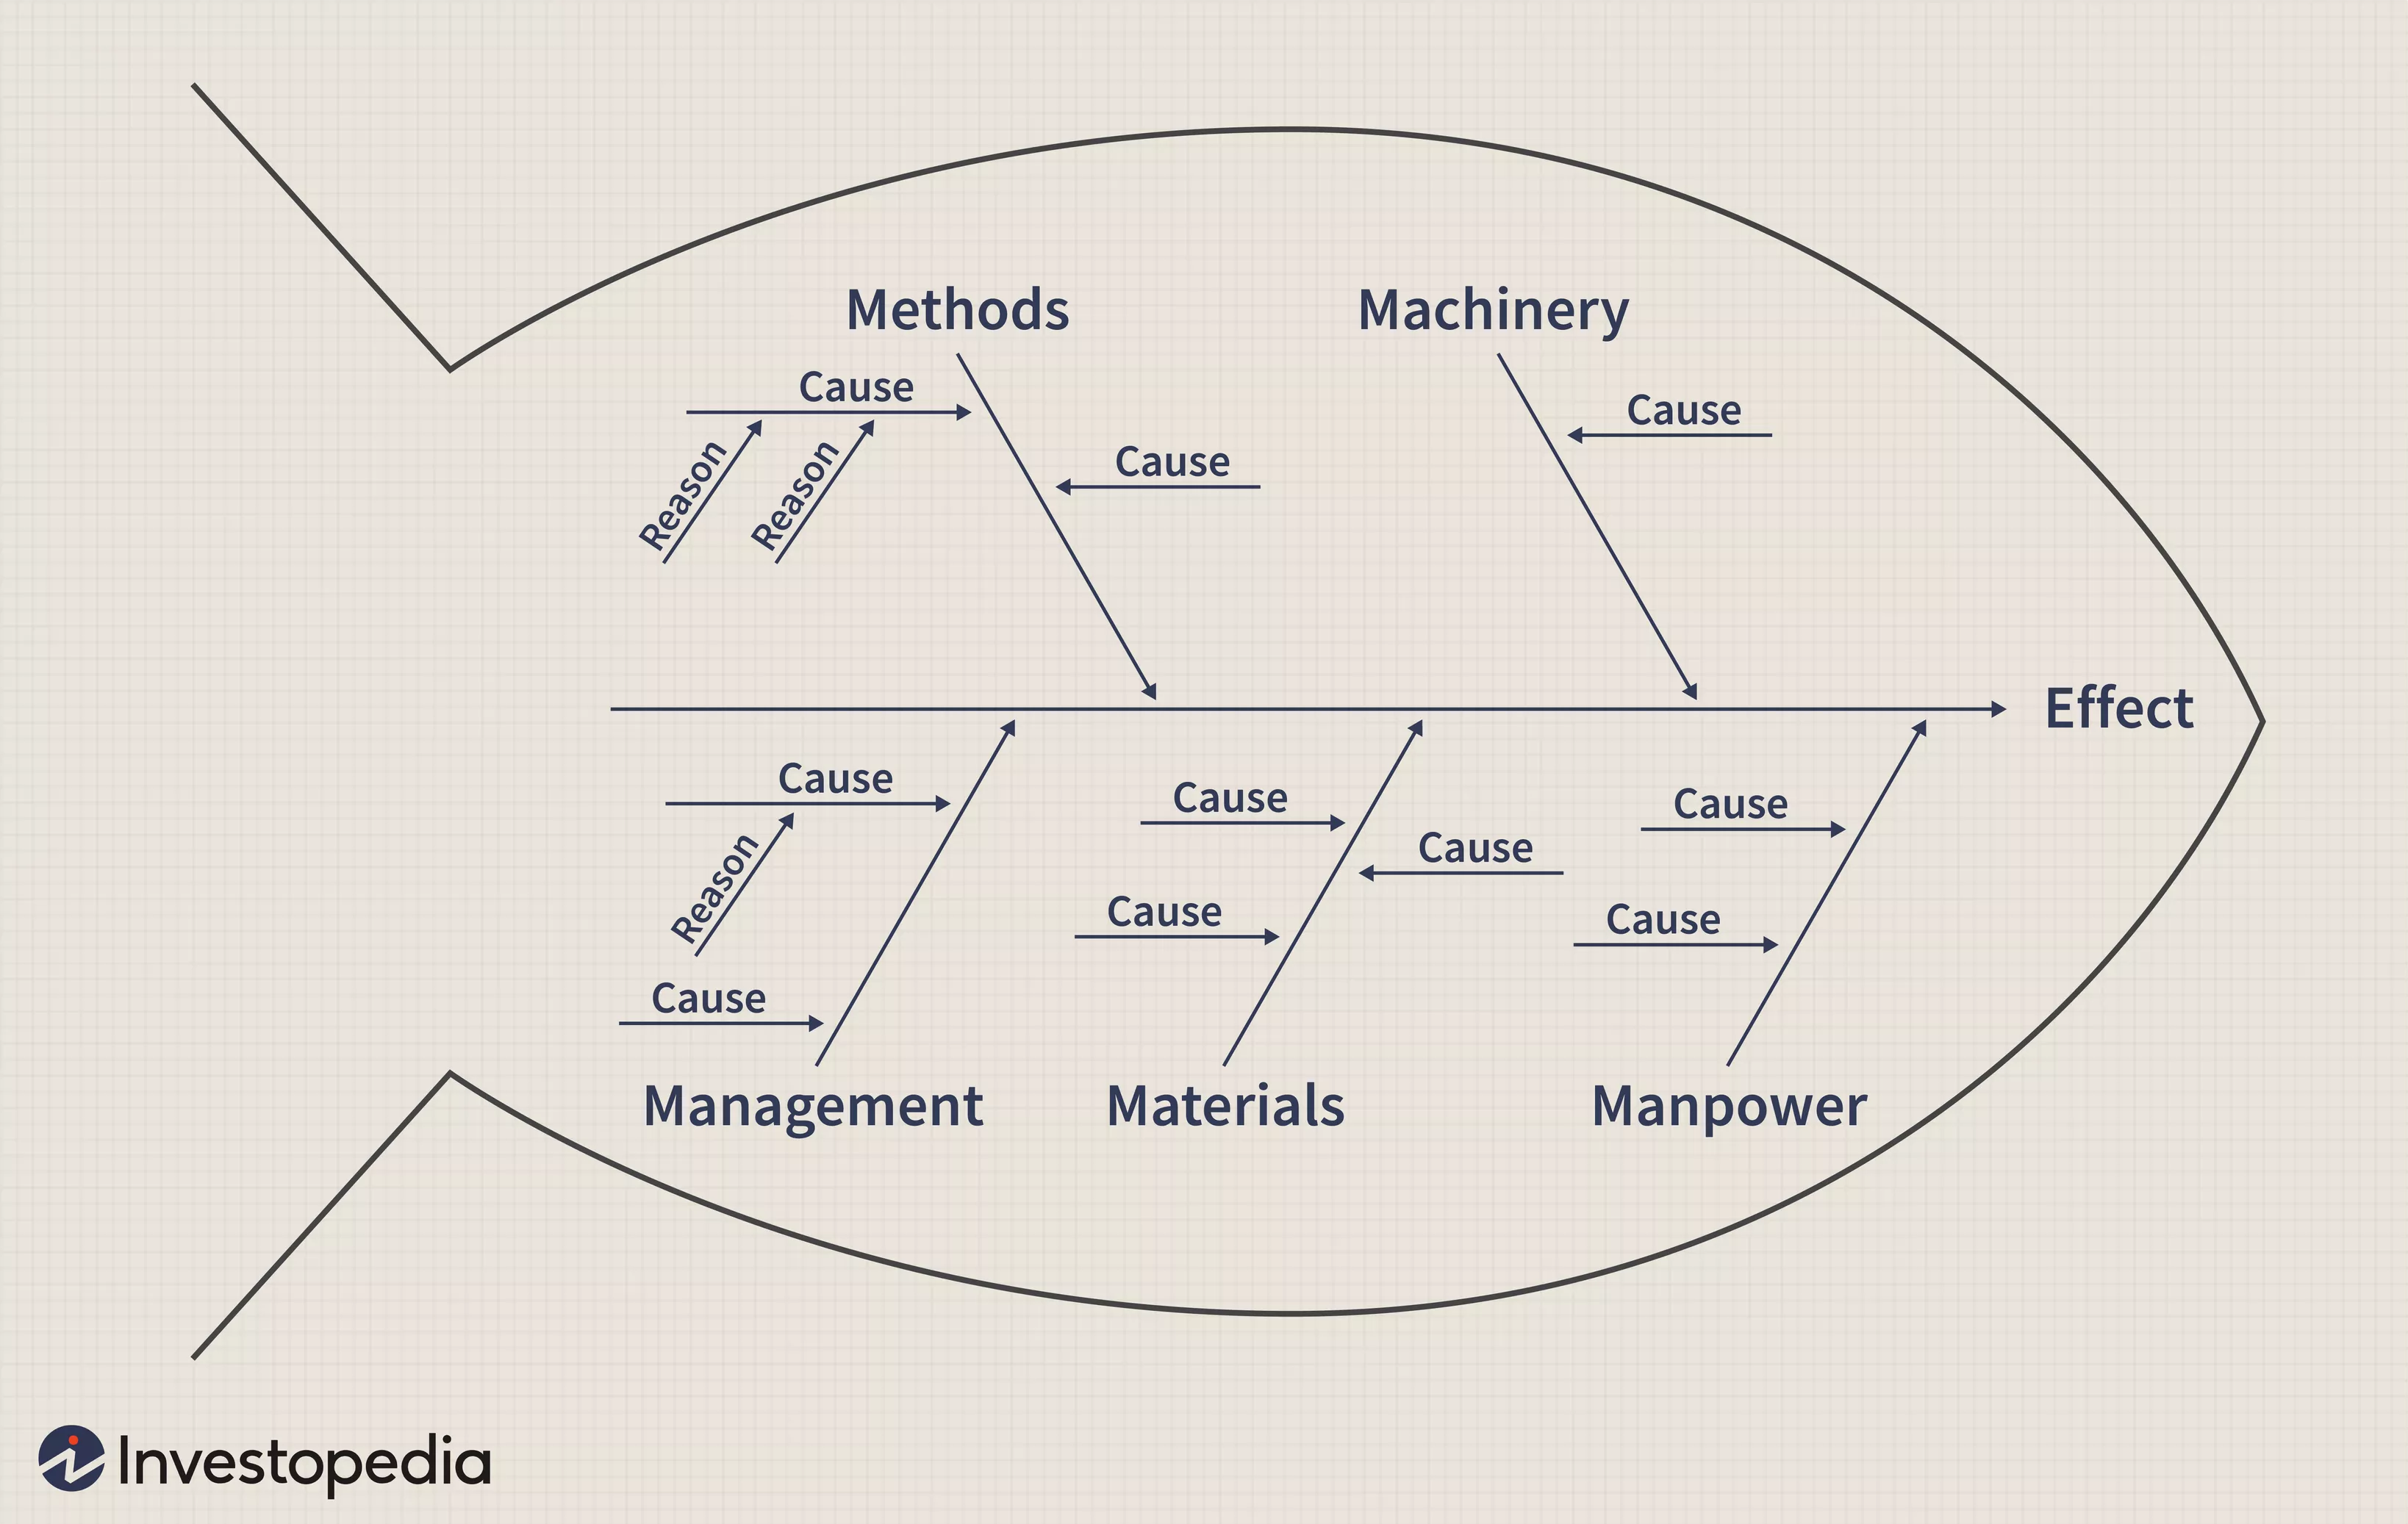 Methods
Machinery
Cause
Cause
Cause
Reason
Reason
Effect
Cause
Cause
Cause
Cause
Reason
Cause
Cause
Cause
Management
Materials
Manpower
Investopedia